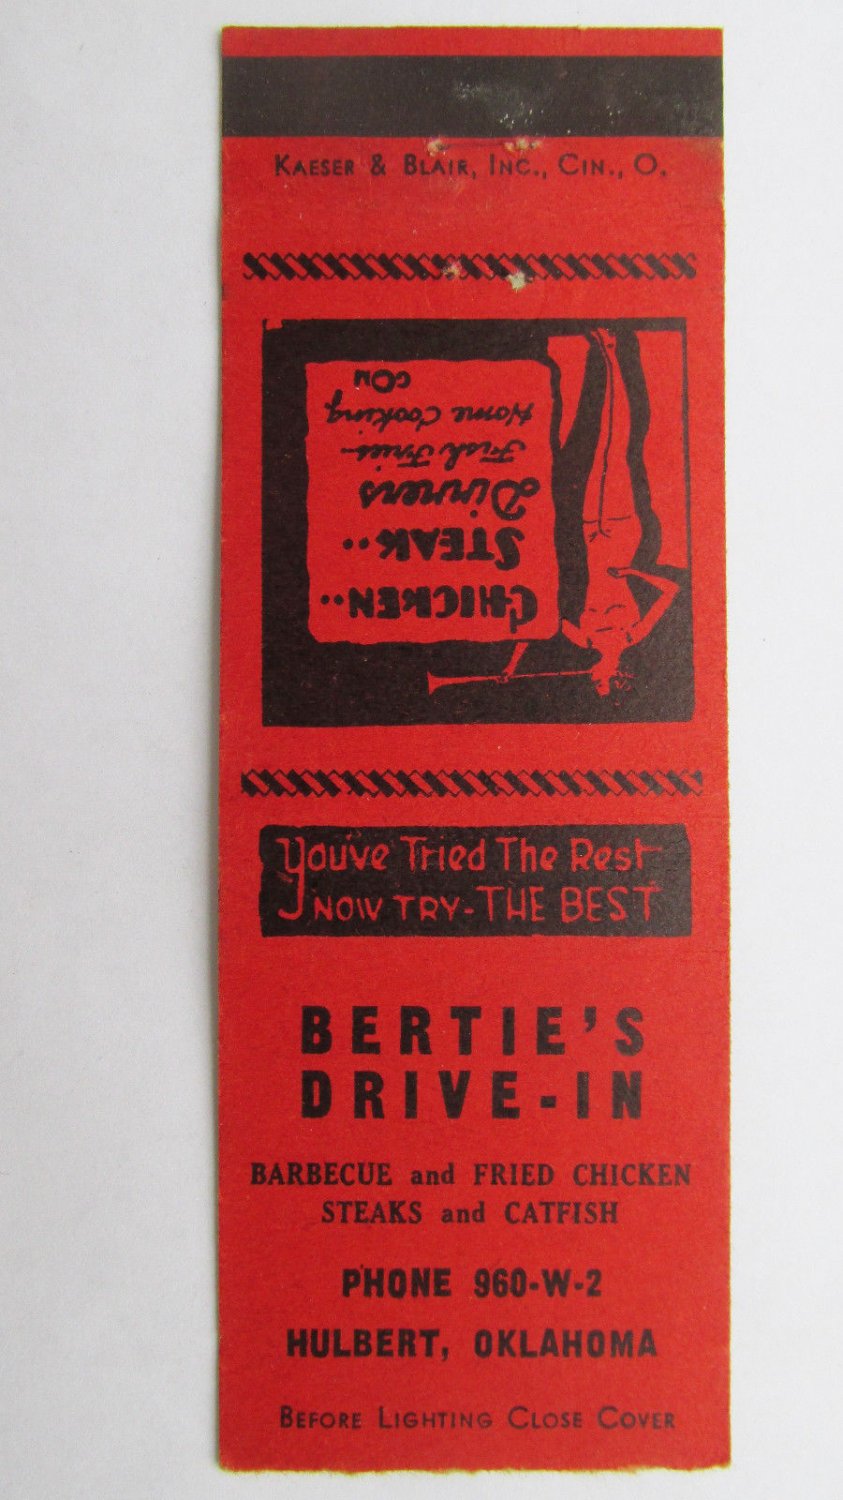 KAESER & BLAIR, INC., CIN., O.
CHICKEN..
STEAK..
Dinners
Fish Fries
Home Cooking
You've Tried The Rest
NOW TRY-THE BEST
BERTIE'S
DRIVE-IN
BARBECUE and FRIED CHICKEN
STEAKS and CATFISH
PHONE 960-W-2
HULBERT, OKLAHOMA
BEFORE LIGHTING CLOSE COVER